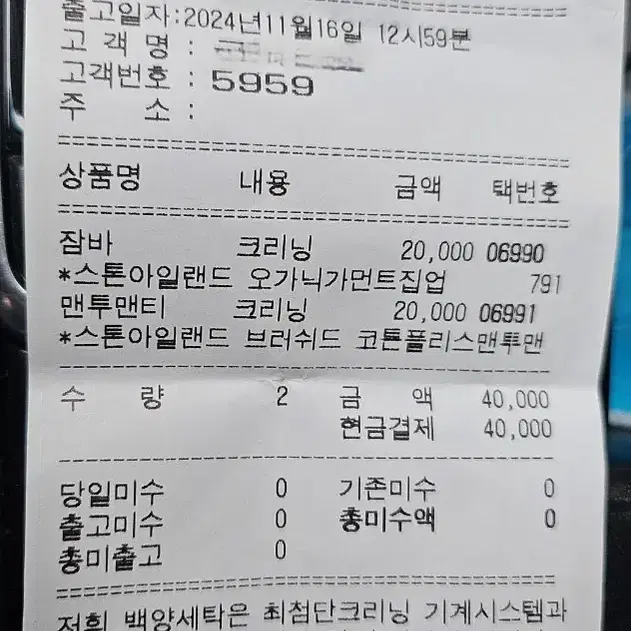 출고일자:2024년11월16일 12시59분
고 객 명 :
고객번호 : 5959
주 소 :
상품명 내용 금액 택번호
잠바 크리닝 20,000 06990
*스톤아일랜드 오가닉가먼트집업 791
맨투맨티 크리닝 20,000 06991
*스톤아일랜드 브러쉬드 코튼플리스맨투맨
수 량 2 금 액 40,000
현금결제 40,000
당일미수 0 기존미수 0
출고미수 0 총미수액 0
총미출고 0
저희 백양세탁은 최첨단크리닝 기계시스템과